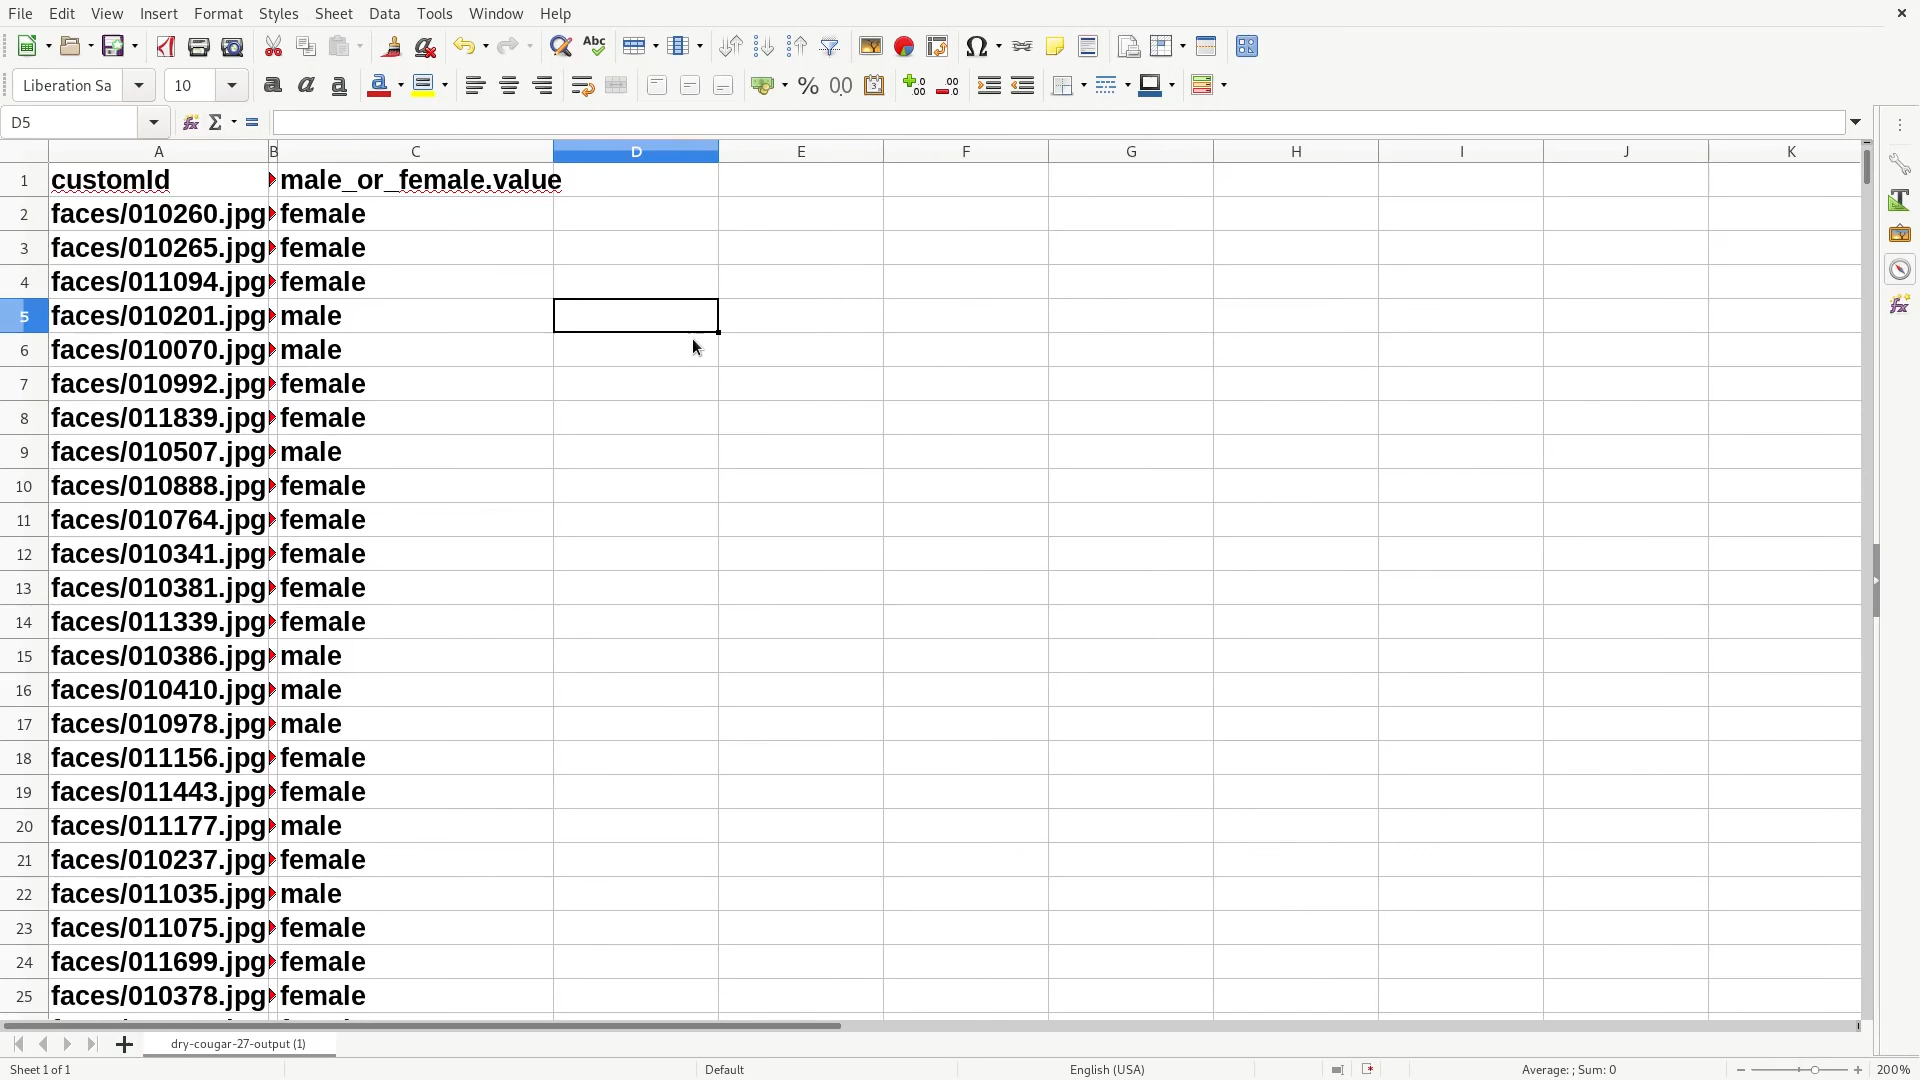 File Edit View Insert Format Styles Sheet Data Tools Window Help
Liberation Sa 10
D5
A B C D E F G H I J K
1 customId male_or_female.value
2 faces/010260.jpg female
3 faces/010265.jpg female
4 faces/011094.jpg female
5 faces/010201.jpg male
6 faces/010070.jpg male
7 faces/010992.jpg female
8 faces/011839.jpg female
9 faces/010507.jpg male
10 faces/010888.jpg female
11 faces/010764.jpg female
12 faces/010341.jpg female
13 faces/010381.jpg female
14 faces/011339.jpg female
15 faces/010386.jpg male
16 faces/010410.jpg male
17 faces/010978.jpg male
18 faces/011156.jpg female
19 faces/011443.jpg female
20 faces/011177.jpg male
21 faces/010237.jpg female
22 faces/011035.jpg male
23 faces/011075.jpg female
24 faces/011699.jpg female
25 faces/010378.jpg female
dry-cougar-27-output (1)
Sheet 1 of 1 Default English (USA) Average: ; Sum: 0 200%